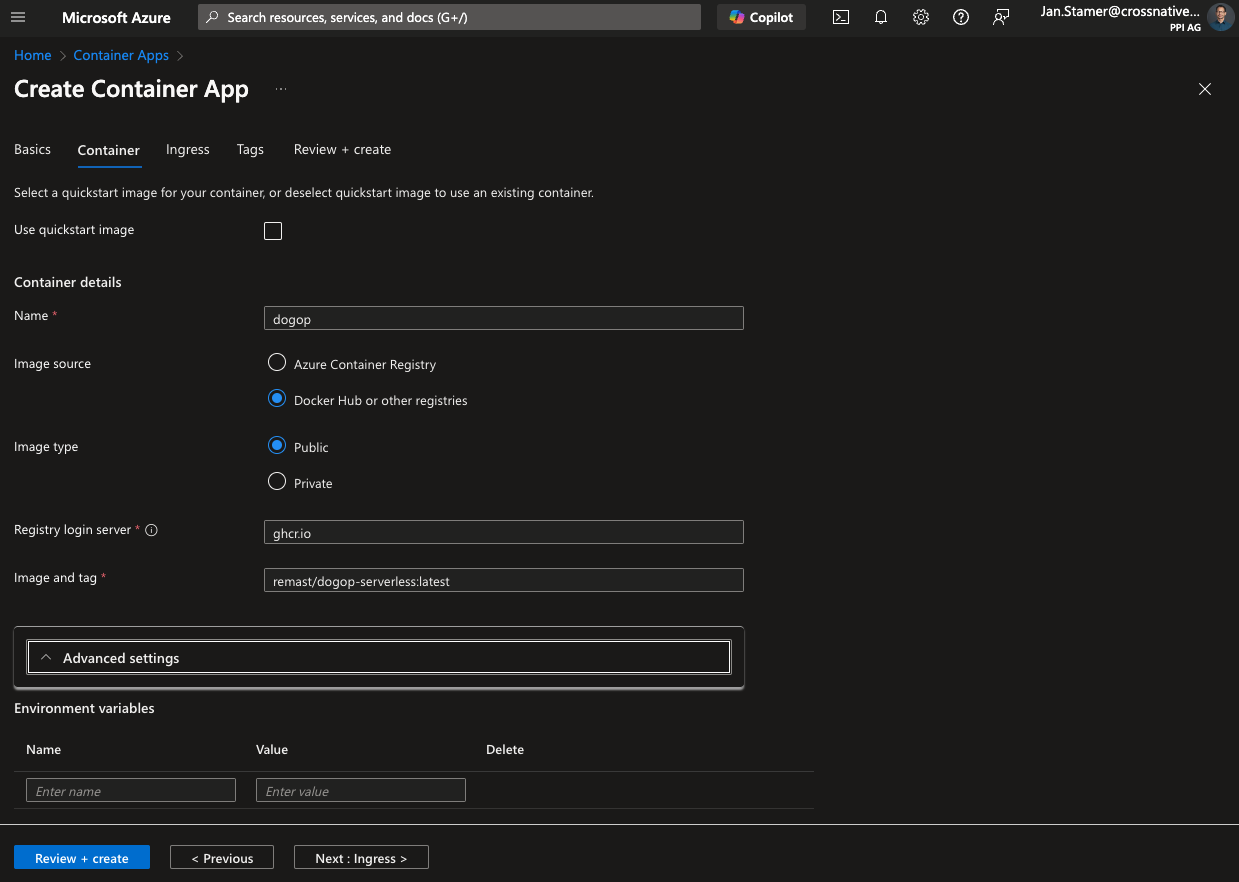 Microsoft Azure
Search resources, services, and docs (G+/)
Copilot
Jan.Stamer@crossnative...
PPI AG
Home > Container Apps >
Create Container App ...
Basics
Container
Ingress
Tags
Review + create
Select a quickstart image for your container, or deselect quickstart image to use an existing container.
Use quickstart image
Container details
Name *
dogop
Image source
Azure Container Registry
Docker Hub or other registries
Image type
Public
Private
Registry login server *
ghcr.io
Image and tag *
remast/dogop-serverless:latest
Advanced settings
Environment variables
Name
Value
Delete
Enter name
Enter value
Review + create
< Previous
Next : Ingress >